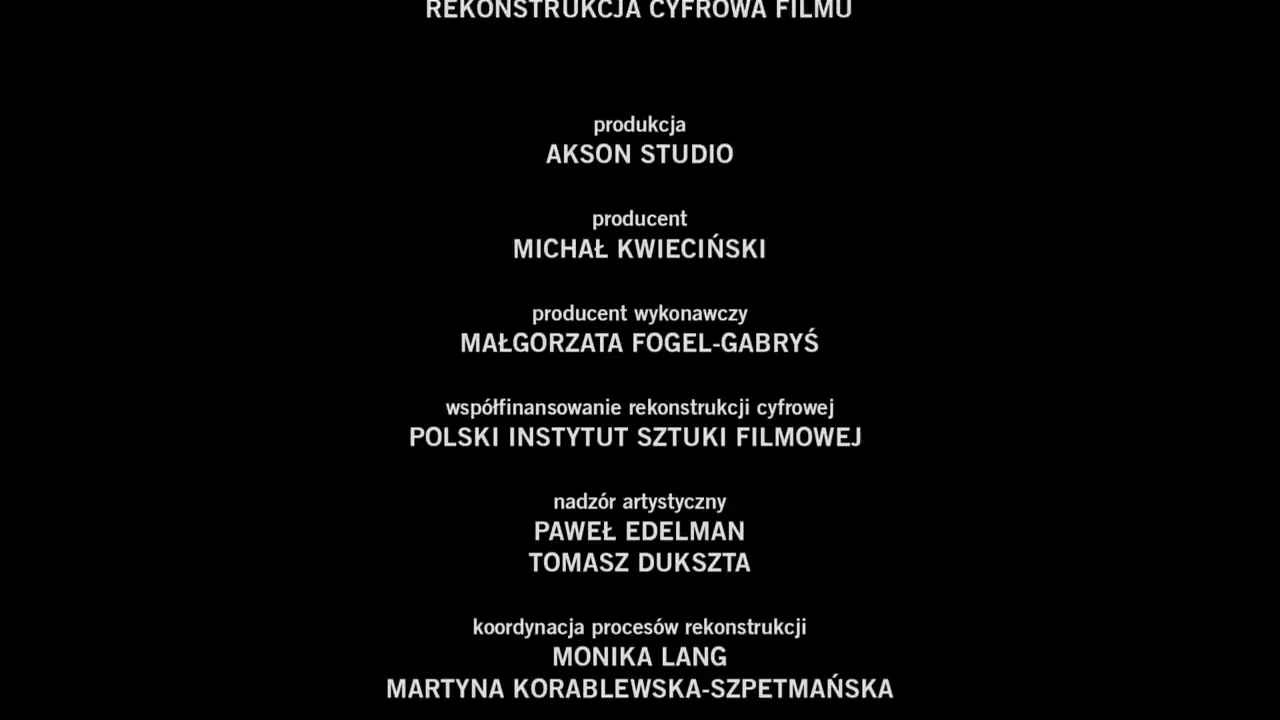 REKONSTRUKCJA CYFROWA FILMU
produkcja
AKSON STUDIO
producent
MICHAŁ KWIECIŃSKI
producent wykonawczy
MAŁGORZATA FOGEL-GABRYŚ
współfinansowanie rekonstrukcji cyfrowej
POLSKI INSTYTUT SZTUKI FILMOWEJ
nadzór artystyczny
PAWEŁ EDELMAN
TOMASZ DUKSZTA
koordynacja procesów rekonstrukcji
MONIKA LANG
MARTYNA KORABLEWSKA-SZPETMAŃSKA